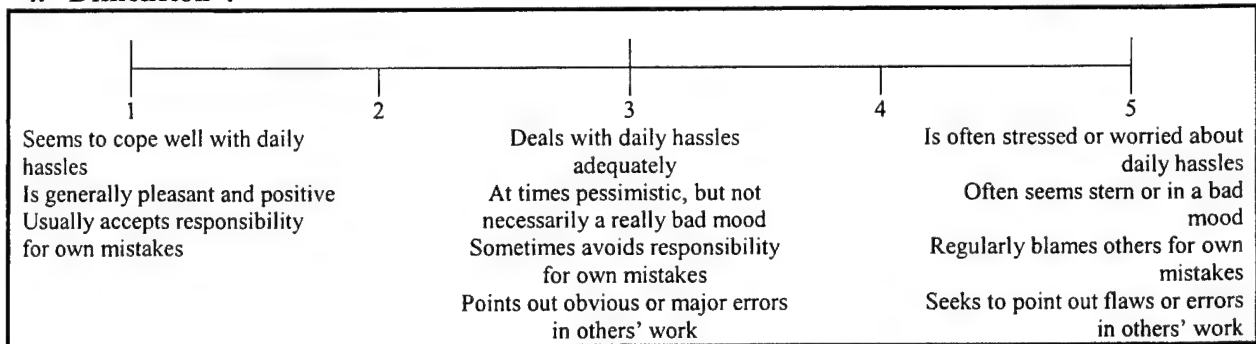 1
2
3
4
5
Seems to cope well with daily
hassles
Is generally pleasant and positive
Usually accepts responsibility
for own mistakes
Deals with daily hassles
adequately
At times pessimistic, but not
necessarily a really bad mood
Sometimes avoids responsibility
for own mistakes
Points out obvious or major errors
in others' work
Is often stressed or worried about
daily hassles
Often seems stern or in a bad
mood
Regularly blames others for own
mistakes
Seeks to point out flaws or errors
in others' work